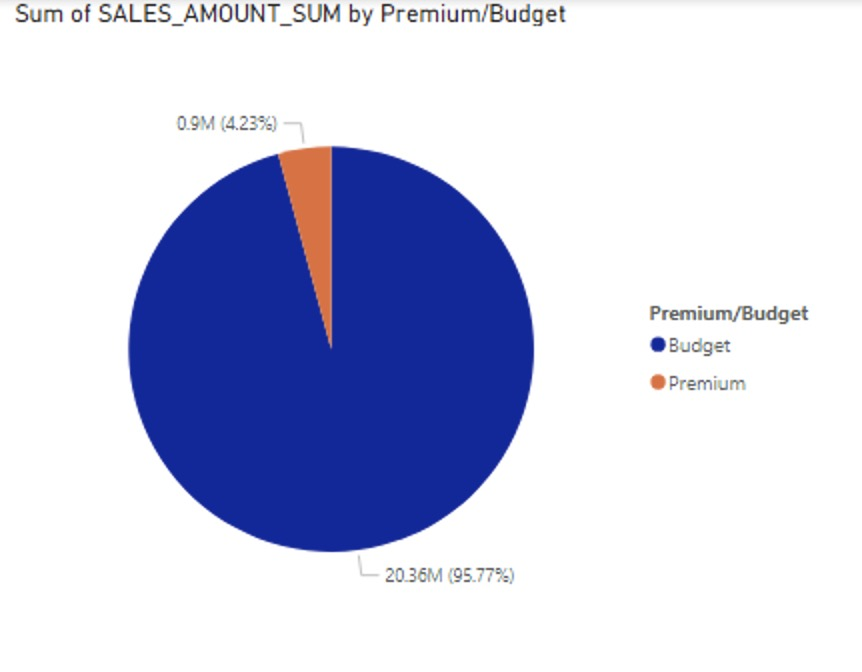 Sum of SALES_AMOUNT_SUM by Premium/Budget
0.9M (4.23%)
Premium/Budget
Budget
Premium
20.36M (95.77%)